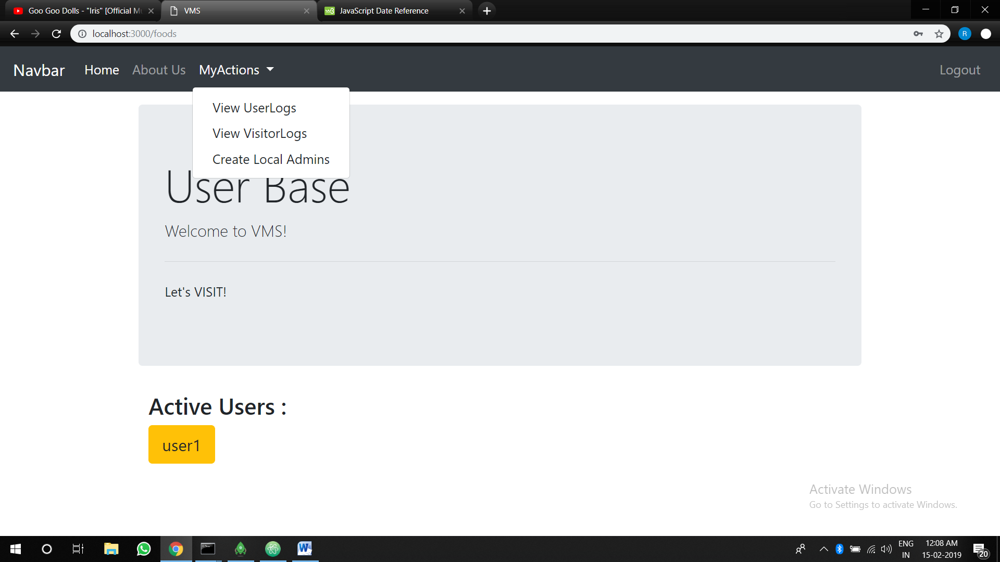 Goo Goo Dolls - "Iris" [Official Mu
VMS
JavaScript Date Reference
localhost:3000/foods
R
Navbar
Home
About Us
MyActions
Logout
View UserLogs
View VisitorLogs
Create Local Admins
User Base
Welcome to VMS!
Let's VISIT!
Active Users :
user1
Activate Windows
Go to Settings to activate Windows.
ENG
IN
12:08 AM
15-02-2019
20